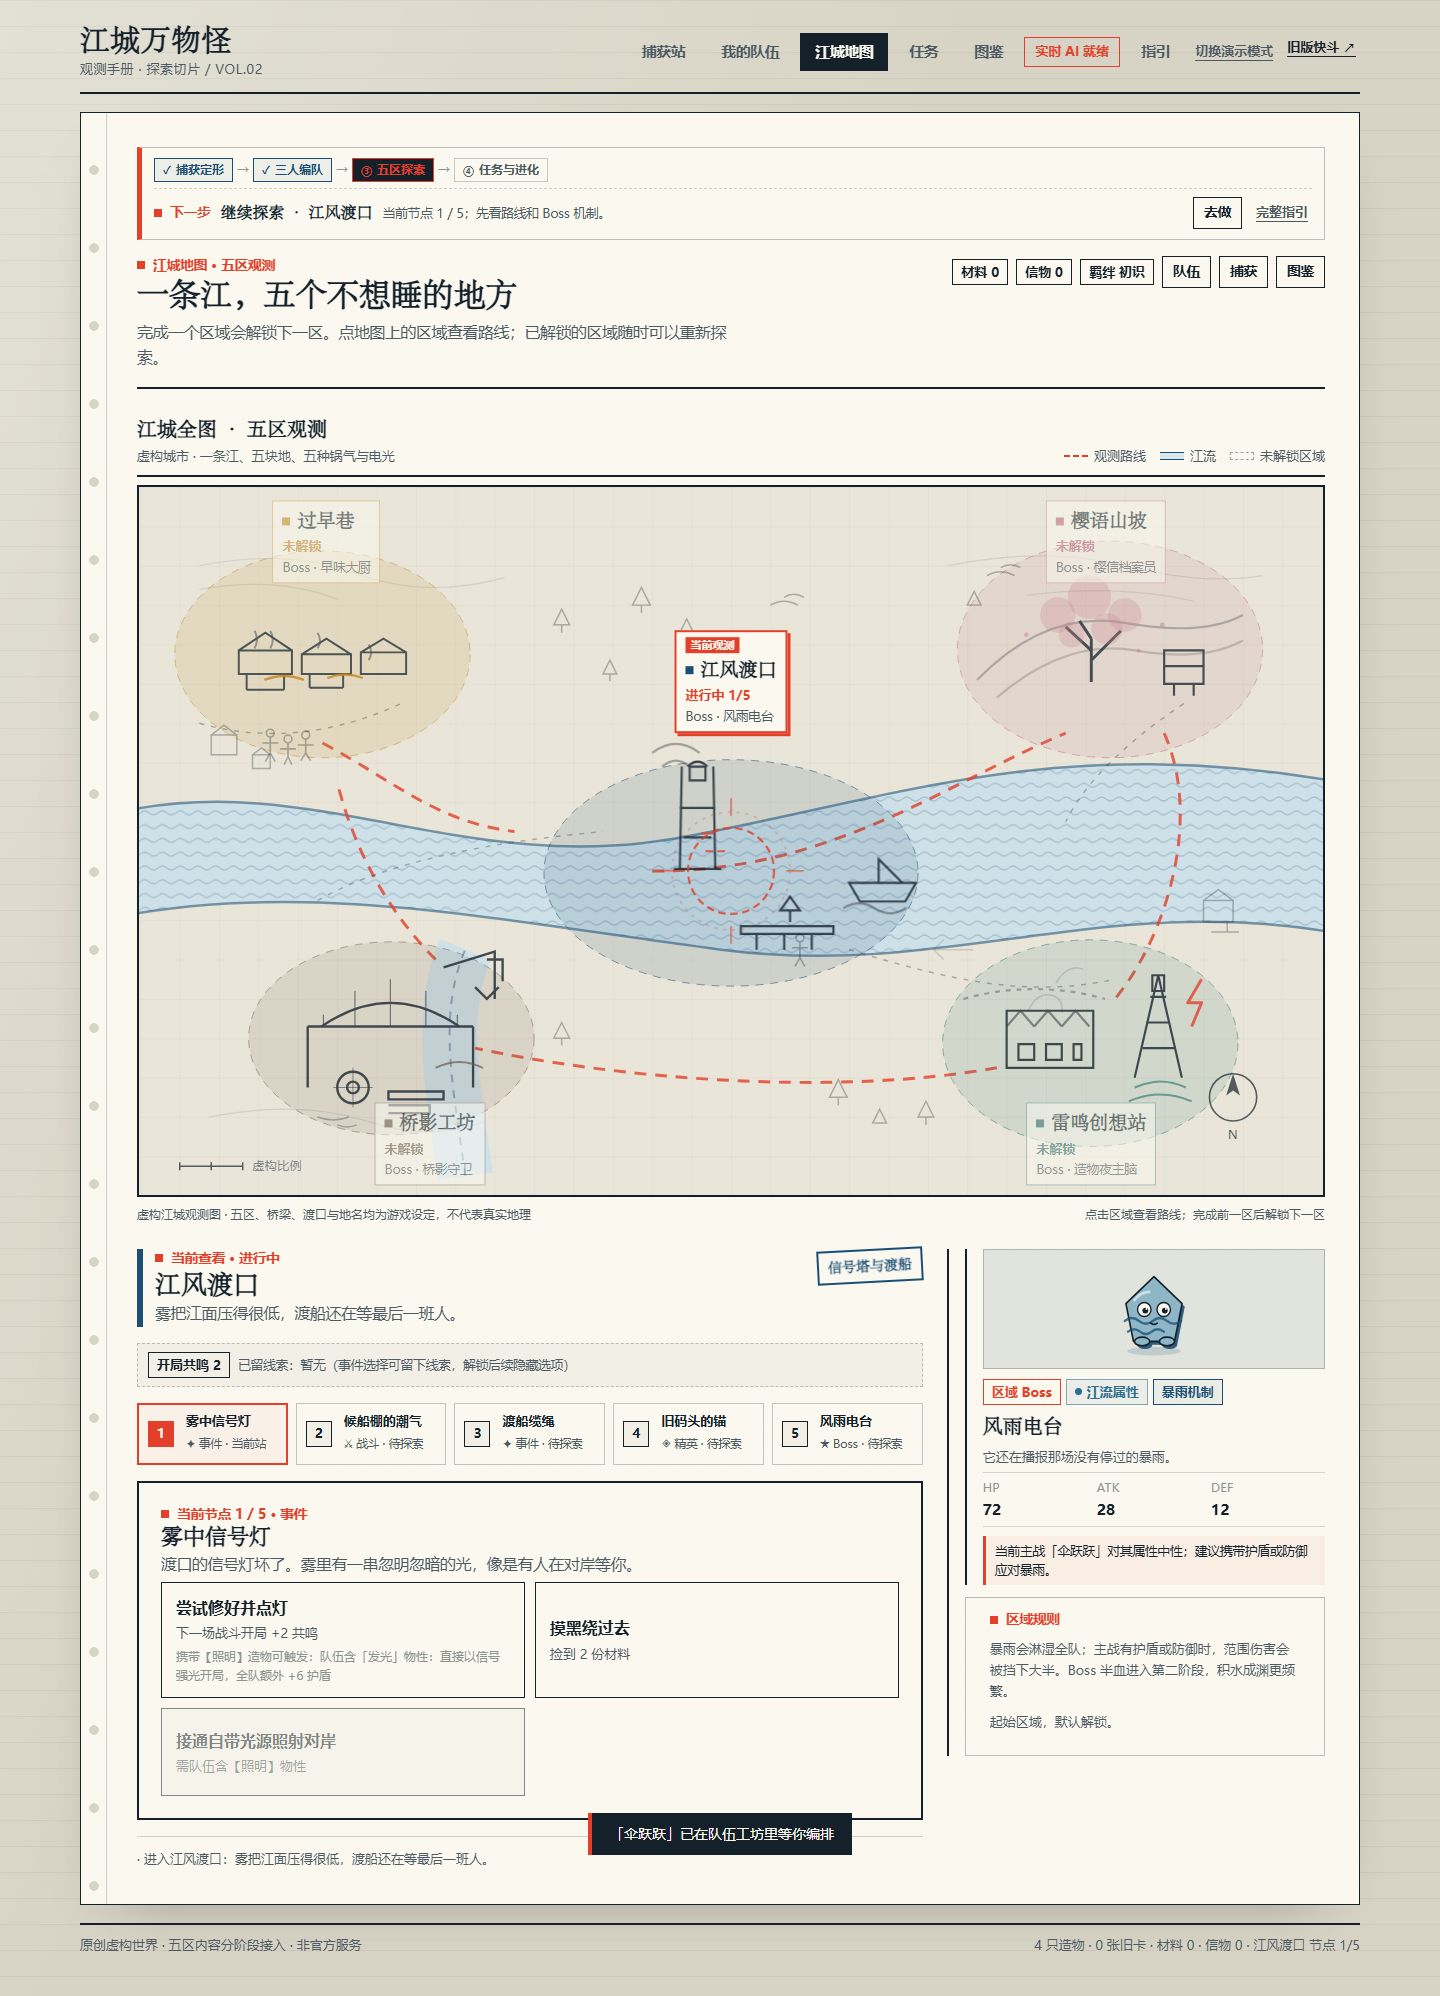 江城万物怪
观测手册 · 探索切片 / VOL.02
捕获站
我的队伍
江城地图
任务
图鉴
实时 AI 就绪
指引
切换演示模式
旧版快斗 ↗
✓ 捕获定形 → ✓ 三人编队 → ③ 五区探索 → ④ 任务与进化
下一步 继续探索 · 江风渡口 当前节点 1 / 5；先看路线和 Boss 机制。
去做
完整指引
江城地图 • 五区观测
一条江，五个不想睡的地方
完成一个区域会解锁下一区。点地图上的区域查看路线；已解锁的区域随时可以重新探
索。
材料 0
信物 0
羁绊 初识
队伍
捕获
图鉴
江城全图 · 五区观测
虚构城市 · 一条江、五块地、五种锅气与电光
观测路线
江流
未解锁区域
过早巷
未解锁
Boss · 早味大厨
樱语山坡
未解锁
Boss · 樱信档案员
当前观测
江风渡口
进行中 1/5
Boss · 风雨电台
桥影工坊
未解锁
Boss · 桥影守卫
雷鸣创想站
未解锁
Boss · 造物夜主脑
N
虚构比例
虚构江城观测图 · 五区、桥梁、渡口与地名均为游戏设定，不代表真实地理
点击区域查看路线；完成前一区后解锁下一区
当前查看 • 进行中
江风渡口
雾把江面压得很低，渡船还在等最后一班人。
信号塔与渡船
开局共鸣 2
已留线索：暂无（事件选择可留下线索，解锁后续隐藏选项）
1
雾中信号灯
✦ 事件 · 当前站
2
候船棚的潮气
⚔ 战斗 · 待探索
3
渡船缆绳
✦ 事件 · 待探索
4
旧码头的锚
◈ 精英 · 待探索
5
风雨电台
★ Boss · 待探索
当前节点 1 / 5 • 事件
雾中信号灯
渡口的信号灯坏了。雾里有一串忽明忽暗的光，像是有人在对岸等你。
尝试修好并点灯
下一场战斗开局 +2 共鸣
携带【照明】造物可触发：队伍含「发光」物性：直接以信号
强光开局，全队额外 +6 护盾
摸黑绕过去
捡到 2 份材料
接通自带光源照射对岸
需队伍含【照明】物性
· 进入江风渡口：雾把江面压得很低，渡船还在等最后一班人。
「伞跃跃」已在队伍工坊里等你编排
区域 Boss
江流属性
暴雨机制
风雨电台
它还在播报那场没有停过的暴雨。
HP
ATK
DEF
72
28
12
当前主战「伞跃跃」对其属性中性；建议携带护盾或防御
应对暴雨。
区域规则
暴雨会淋湿全队；主战有护盾或防御时，范围伤害会
被挡下大半。Boss 半血进入第二阶段，积水成渊更频
繁。
起始区域，默认解锁。
原创虚构世界 · 五区内容分阶段接入 · 非官方服务
4 只造物 · 0 张旧卡 · 材料 0 · 信物 0 · 江风渡口 节点 1/5